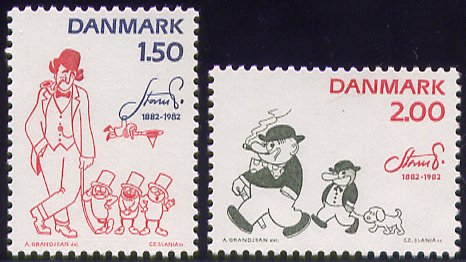 DANMARK
1.50
Storm P.
1882-1982
A. GRANDJEAN del.
CZ. SLANIA sc.
DANMARK
2.00
Storm P.
1882-1982
A. GRANDJEAN del.
CZ. SLANIA sc.